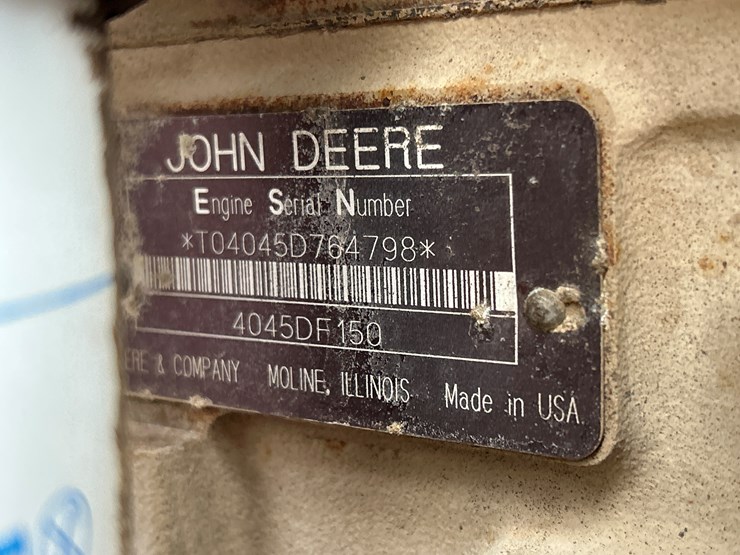 JOHN DEERE
Engine Serial Number
*T04045D764798*
4045DF150
ERE & COMPANY MOLINE, ILLINOIS Made in USA